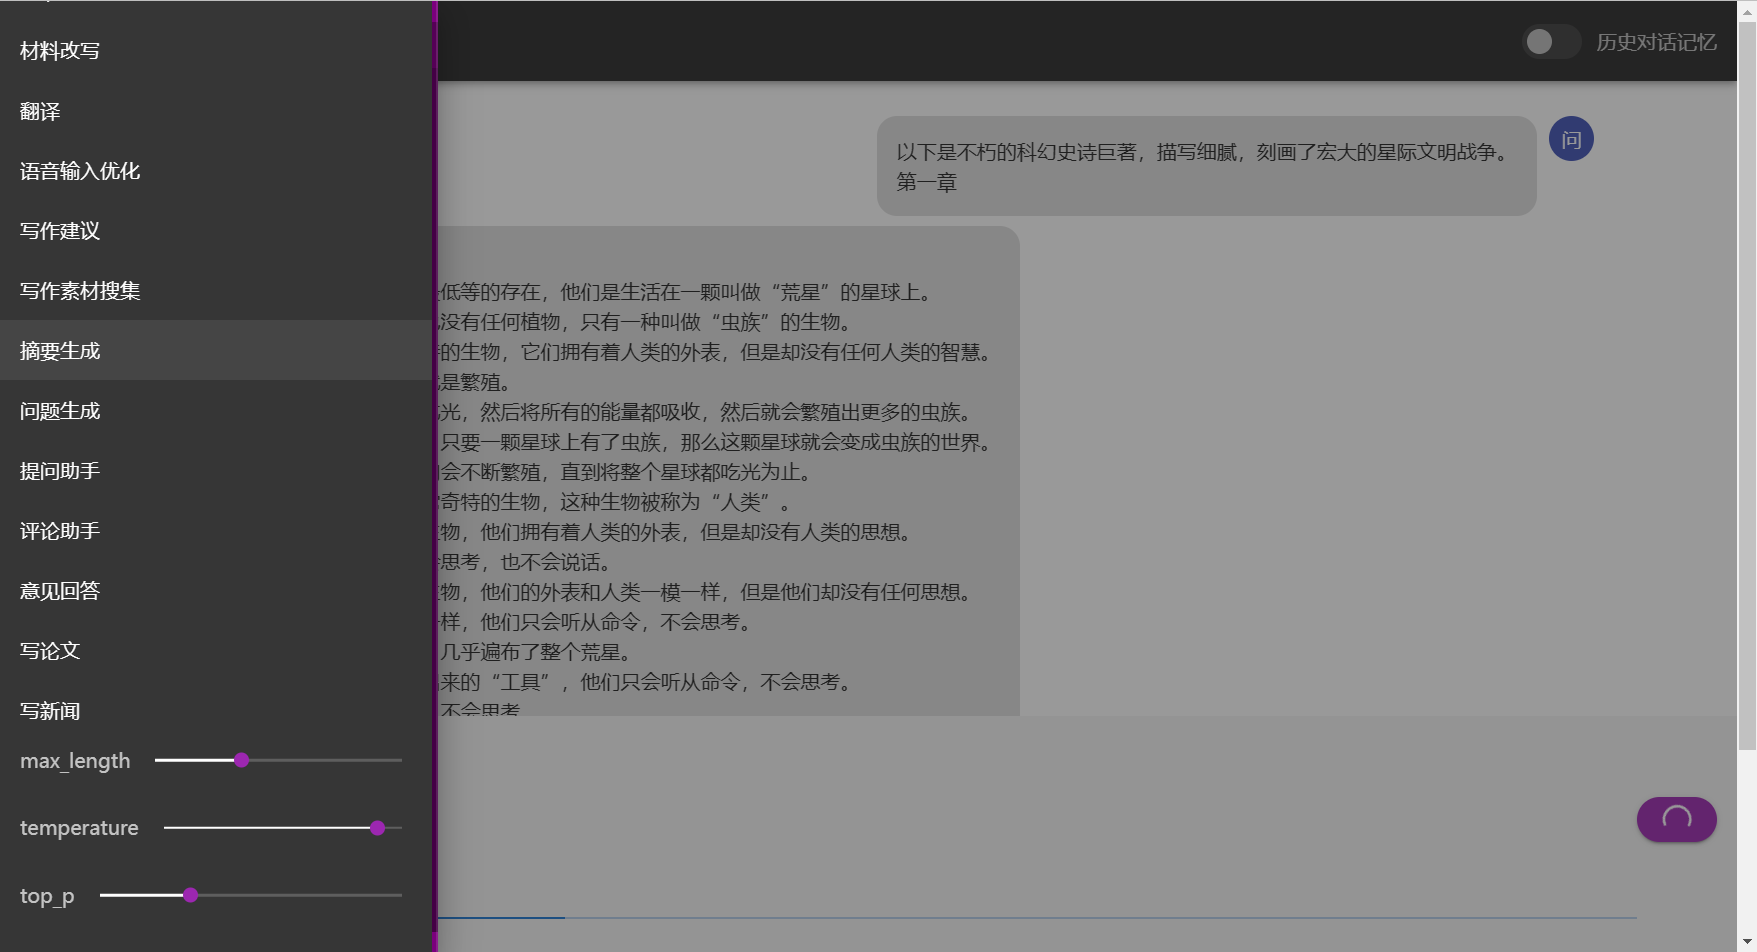 材料改写
翻译
语音输入优化
写作建议
写作素材搜集
摘要生成
问题生成
提问助手
评论助手
意见回答
写论文
写新闻
max_length
temperature
top_p
历史对话记忆
以下是不朽的科幻史诗巨著，描写细腻，刻画了宏大的星际文明战争。
第一章
问
低等的存在，他们是生活在一颗叫做“荒星”的星球上。
没有任何植物，只有一种叫做“虫族”的生物。
的生物，它们拥有着人类的外表，但是却没有任何人类的智慧。
是繁殖。
光，然后将所有的能量都吸收，然后就会繁殖出更多的虫族。
只要一颗星球上有了虫族，那么这颗星球就会变成虫族的世界。
会不断繁殖，直到将整个星球都吃光为止。
奇特的生物，这种生物被称为“人类”。
物，他们拥有着人类的外表，但是却没有人类的思想。
思考，也不会说话。
物，他们的外表和人类一模一样，但是他们却没有任何思想。
样，他们只会听从命令，不会思考。
几乎遍布了整个荒星。
来的“工具”，他们只会听从命令，不会思考。
不会思考